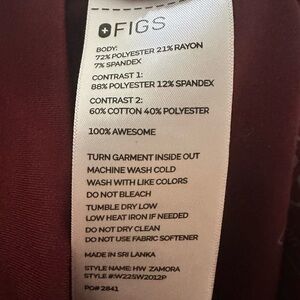 FIGS
BODY:
72% POLYESTER 21% RAYON
7% SPANDEX
CONTRAST 1:
88% POLYESTER 12% SPANDEX
CONTRAST 2:
60% COTTON 40% POLYESTER
100% AWESOME
TURN GARMENT INSIDE OUT
MACHINE WASH COLD
WASH WITH LIKE COLORS
DO NOT BLEACH
TUMBLE DRY LOW
LOW HEAT IRON IF NEEDED
DO NOT DRY CLEAN
DO NOT USE FABRIC SOFTENER
MADE IN SRI LANKA
STYLE NAME: HW ZAMORA
STYLE #:W22SW2012P
PO# 2841